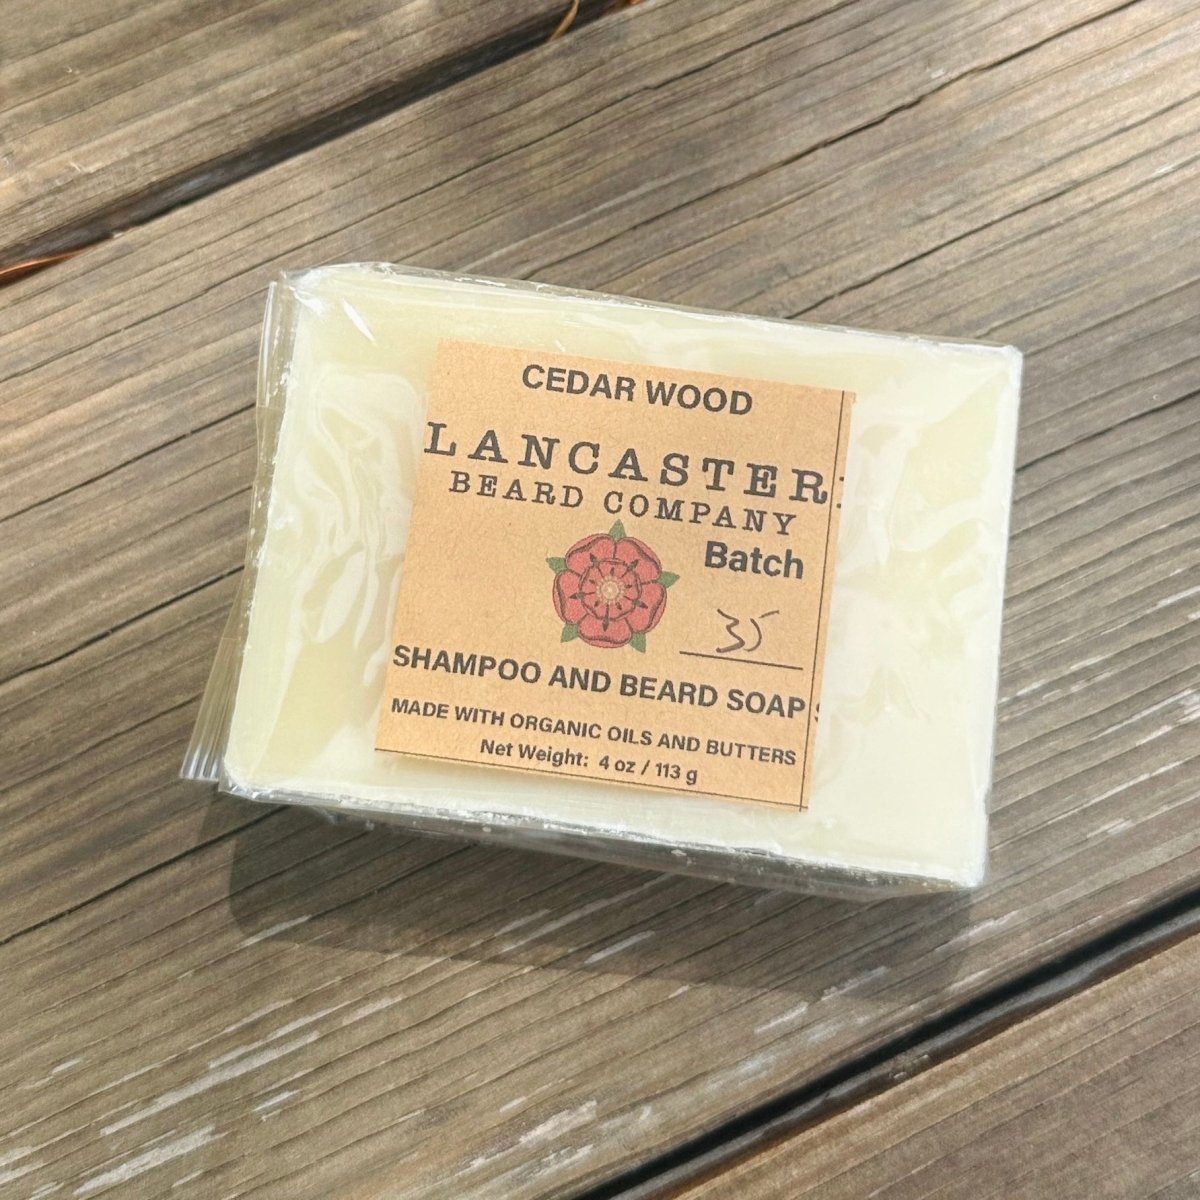 CEDAR WOOD
LANCASTER
BEARD COMPANY
Batch
35
SHAMPOO AND BEARD SOAP
MADE WITH ORGANIC OILS AND BUTTERS
Net Weight: 4 oz / 113 g